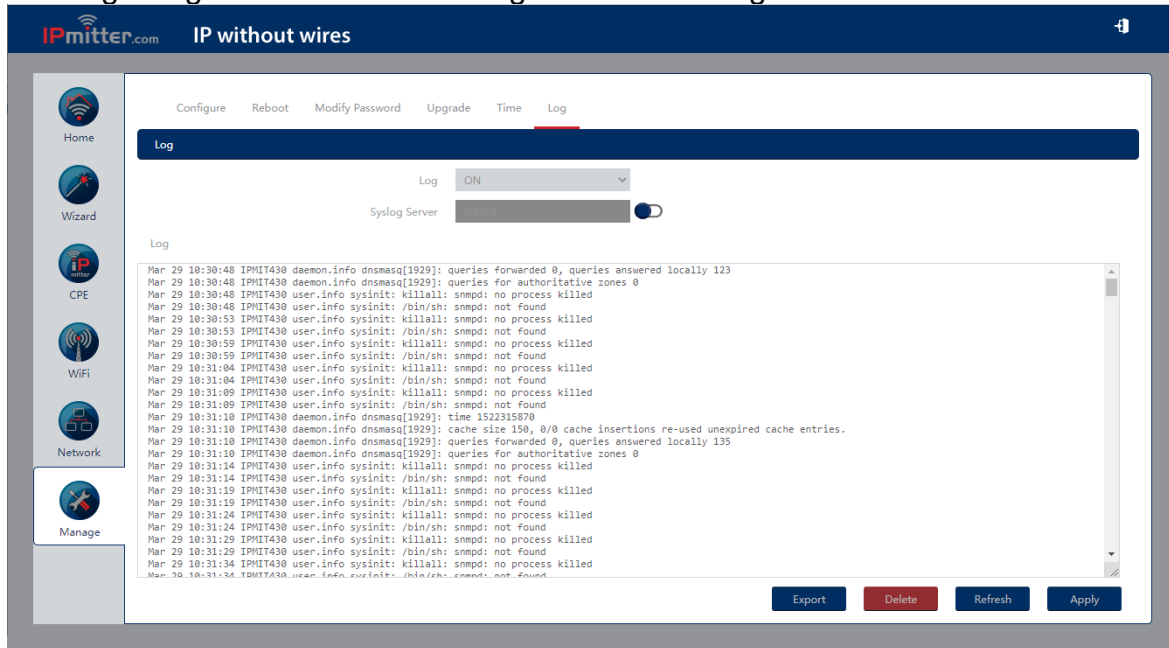 IPmitter.com IP without wires
Configure Reboot Modify Password Upgrade Time Log
Home
Log
Log ON
Wizard
Syslog Server 0.0.0.0
Log
CPE
WiFi
Network
Manage
Mar 29 10:30:48 IPMIT430 daemon.info dnsmasq[1929]: queries forwarded 0, queries answered locally 123
Mar 29 10:30:48 IPMIT430 daemon.info dnsmasq[1929]: queries for authoritative zones 0
Mar 29 10:30:48 IPMIT430 user.info sysinit: killall: snmpd: no process killed
Mar 29 10:30:48 IPMIT430 user.info sysinit: /bin/sh: snmpd: not found
Mar 29 10:30:53 IPMIT430 user.info sysinit: killall: snmpd: no process killed
Mar 29 10:30:53 IPMIT430 user.info sysinit: /bin/sh: snmpd: not found
Mar 29 10:30:59 IPMIT430 user.info sysinit: killall: snmpd: no process killed
Mar 29 10:30:59 IPMIT430 user.info sysinit: /bin/sh: snmpd: not found
Mar 29 10:31:04 IPMIT430 user.info sysinit: killall: snmpd: no process killed
Mar 29 10:31:04 IPMIT430 user.info sysinit: /bin/sh: snmpd: not found
Mar 29 10:31:09 IPMIT430 user.info sysinit: killall: snmpd: no process killed
Mar 29 10:31:09 IPMIT430 user.info sysinit: /bin/sh: snmpd: not found
Mar 29 10:31:10 IPMIT430 daemon.info dnsmasq[1929]: time 1522315870
Mar 29 10:31:10 IPMIT430 daemon.info dnsmasq[1929]: cache size 150, 0/0 cache insertions re-used unexpired cache entries.
Mar 29 10:31:10 IPMIT430 daemon.info dnsmasq[1929]: queries forwarded 0, queries answered locally 135
Mar 29 10:31:10 IPMIT430 daemon.info dnsmasq[1929]: queries for authoritative zones 0
Mar 29 10:31:14 IPMIT430 user.info sysinit: killall: snmpd: no process killed
Mar 29 10:31:14 IPMIT430 user.info sysinit: /bin/sh: snmpd: not found
Mar 29 10:31:19 IPMIT430 user.info sysinit: killall: snmpd: no process killed
Mar 29 10:31:19 IPMIT430 user.info sysinit: /bin/sh: snmpd: not found
Mar 29 10:31:24 IPMIT430 user.info sysinit: killall: snmpd: no process killed
Mar 29 10:31:24 IPMIT430 user.info sysinit: /bin/sh: snmpd: not found
Mar 29 10:31:29 IPMIT430 user.info sysinit: killall: snmpd: no process killed
Mar 29 10:31:29 IPMIT430 user.info sysinit: /bin/sh: snmpd: not found
Mar 29 10:31:34 IPMIT430 user.info sysinit: killall: snmpd: no process killed
Mar 29 10:31:34 IPMIT430 user.info sysinit: /bin/sh: snmpd: not found
Export Delete Refresh Apply